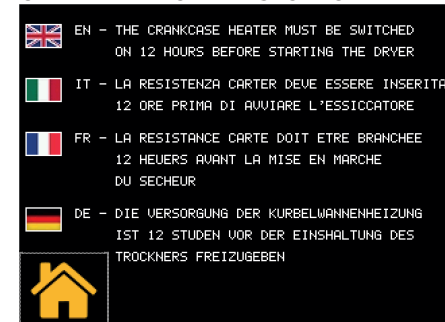 EN - THE CRANKCASE HEATER MUST BE SWITCHED
ON 12 HOURS BEFORE STARTING THE DRYER
IT - LA RESISTENZA CARTER DEVE ESSERE INSERITA
12 ORE PRIMA DI AVVIARE L'ESSICCATORE
FR - LA RESISTANCE CARTE DOIT ETRE BRANCHEE
12 HEUERS AVANT LA MISE EN MARCHE
DU SECHEUR
DE - DIE VERSORGUNG DER KURBELWANNENHEIZUNG
IST 12 STUDEN VOR DER EINSHALTUNG DES
TROCKNERS FREIZUGEBEN